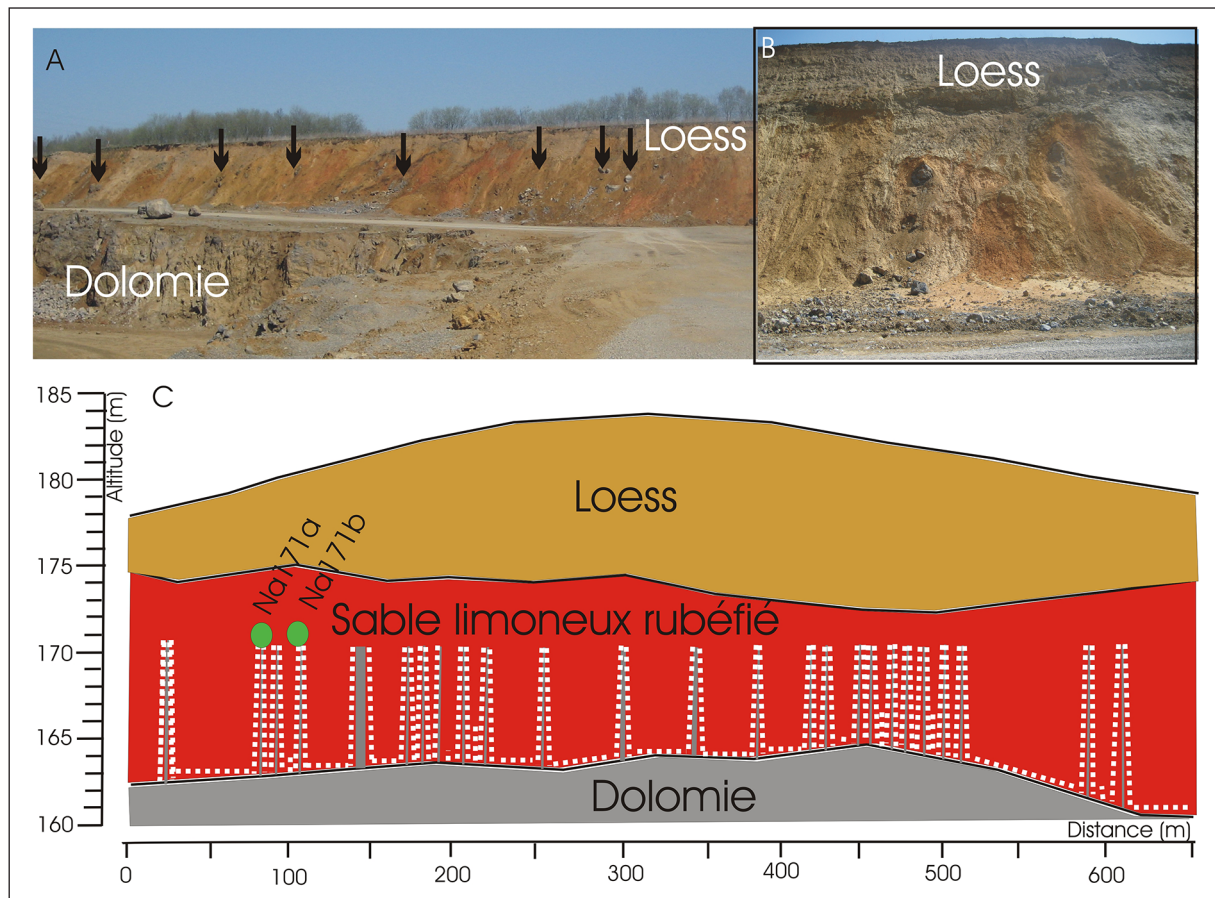 A
Loess
Dolomie
B
Loess
C
Altitude (m)
185
180
175
170
165
160
Loess
Na171a
Na171b
Sable limoneux rubéfié
Dolomie
Distance (m)
0
100
200
300
400
500
600